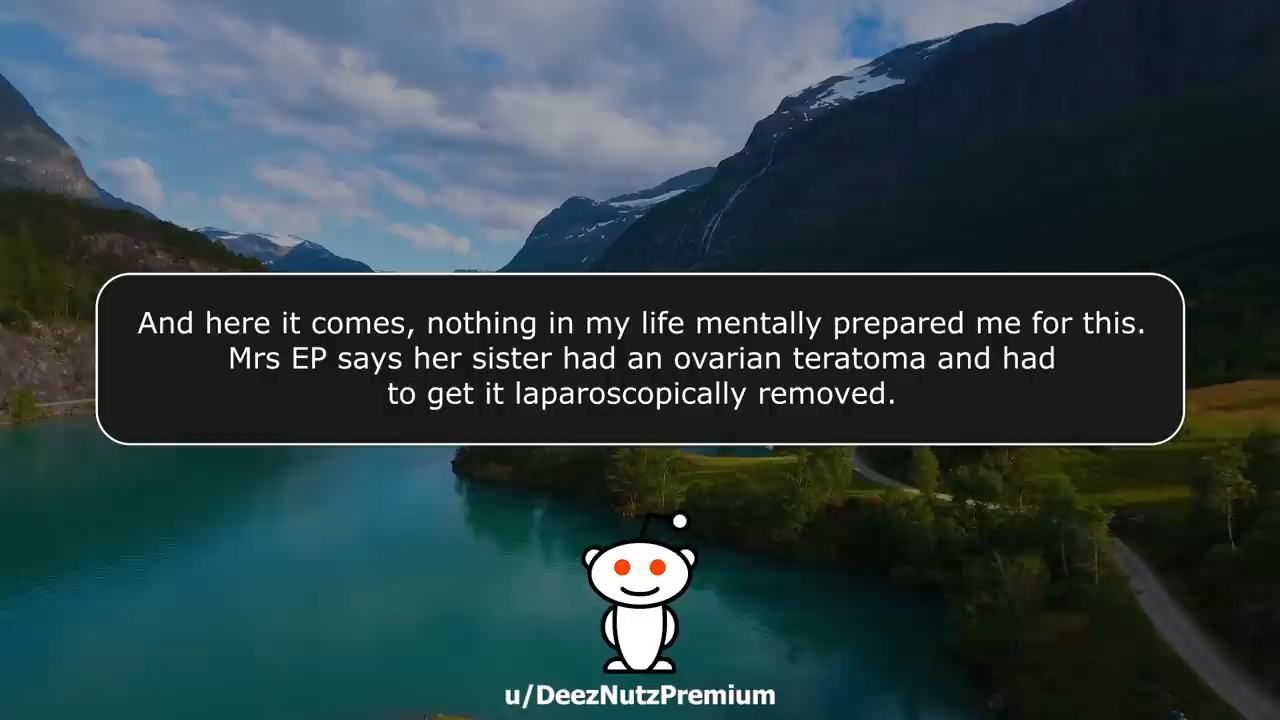 And here it comes, nothing in my life mentally prepared me for this.
Mrs EP says her sister had an ovarian teratoma and had
to get it laparoscopically removed.
u/DeezNutzPremium